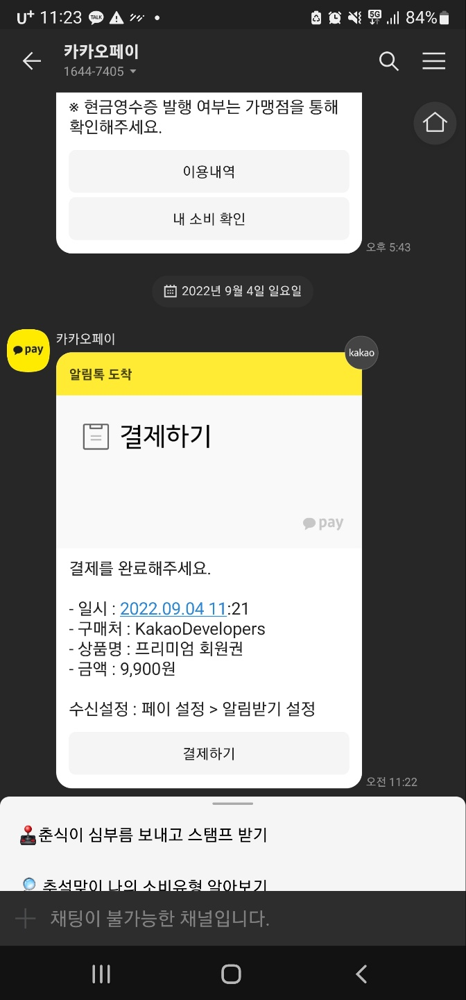 U+ 11:23 TALK 5G 84%
카카오페이
1644-7405
※ 현금영수증 발행 여부는 가맹점을 통해
확인해주세요.
이용내역
내 소비 확인
오후 5:43
2022년 9월 4일 일요일
pay
카카오페이
kakao
알림톡 도착
결제하기
pay
결제를 완료해주세요.
- 일시 : 2022.09.04 11:21
- 구매처 : KakaoDevelopers
- 상품명 : 프리미엄 회원권
- 금액 : 9,900원
수신설정 : 페이 설정 > 알림받기 설정
결제하기
오전 11:22
춘식이 심부름 보내고 스탬프 받기
추석맞이 나의 소비유형 알아보기
채팅이 불가능한 채널입니다.